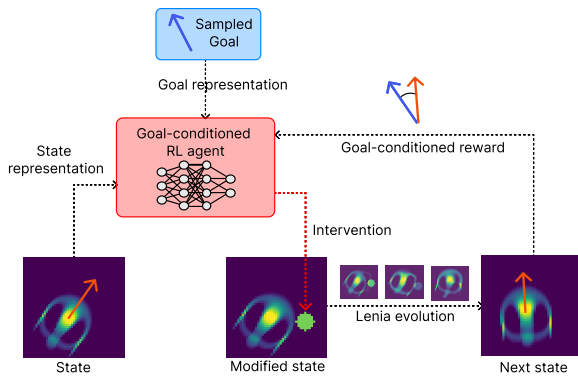 Sampled
Goal
Goal representation
Goal-conditioned
RL agent
Goal-conditioned reward
State
representation
Intervention
Lenia evolution
State
Modified state
Next state